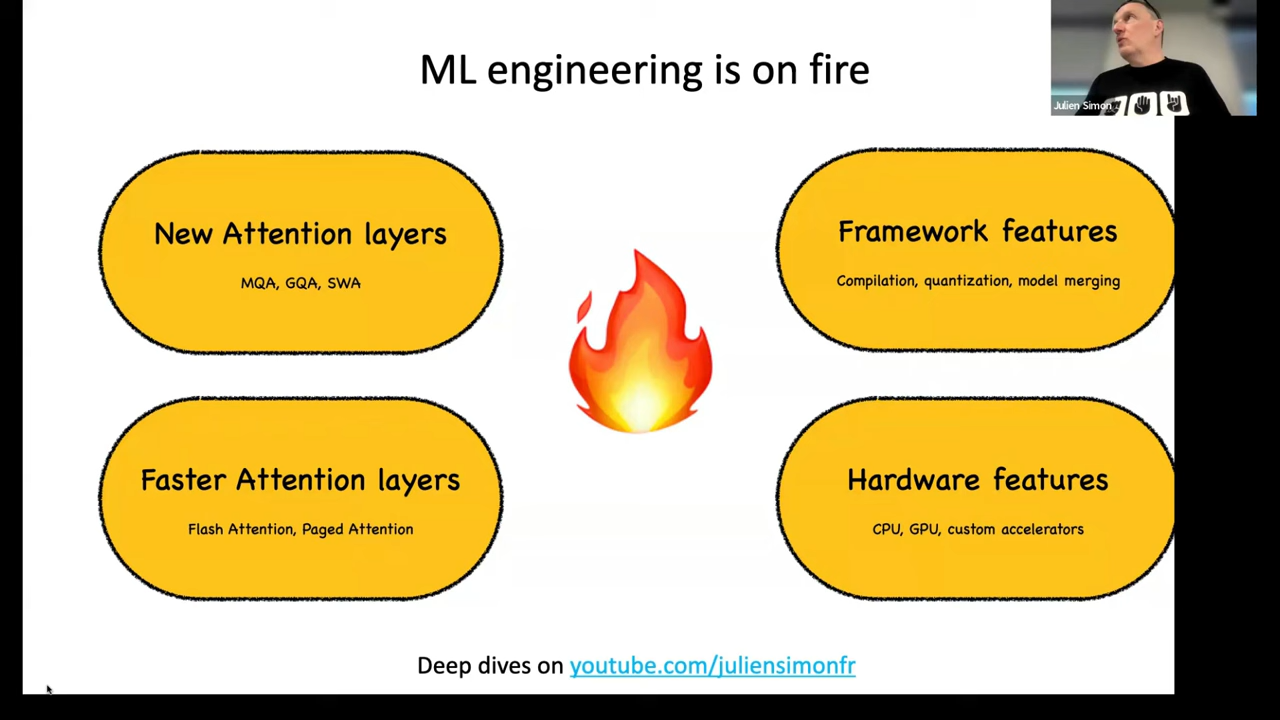 ML engineering is on fire
Julien Simon
New Attention layers
MQA, GQA, SWA
Framework features
Compilation, quantization, model merging
Faster Attention layers
Flash Attention, Paged Attention
Hardware features
CPU, GPU, custom accelerators
Deep dives on youtube.com/juliensimonfr